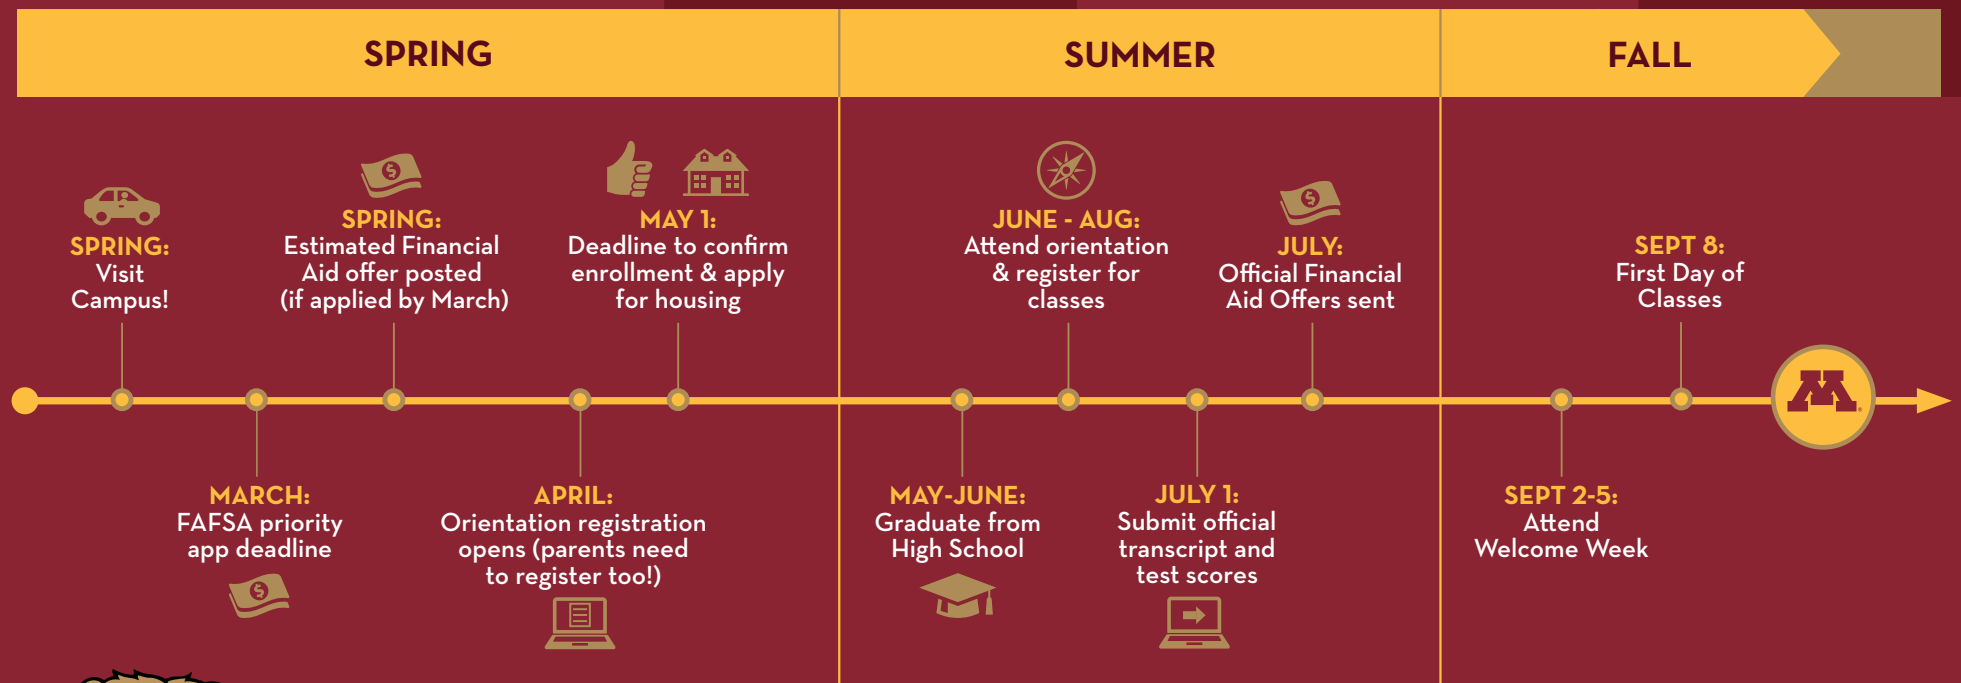 SPRING
SUMMER
FALL
SPRING:
Visit
Campus!
MARCH:
FAFSA priority
app deadline
SPRING:
Estimated Financial
Aid offer posted
(if applied by March)
APRIL:
Orientation registration
opens (parents need
to register too!)
MAY 1:
Deadline to confirm
enrollment & apply
for housing
MAY-JUNE:
Graduate from
High School
JUNE - AUG:
Attend orientation
& register for
classes
JULY 1:
Submit official
transcript and
test scores
JULY:
Official Financial
Aid Offers sent
SEPT 2-5:
Attend
Welcome Week
SEPT 8:
First Day of
Classes
M